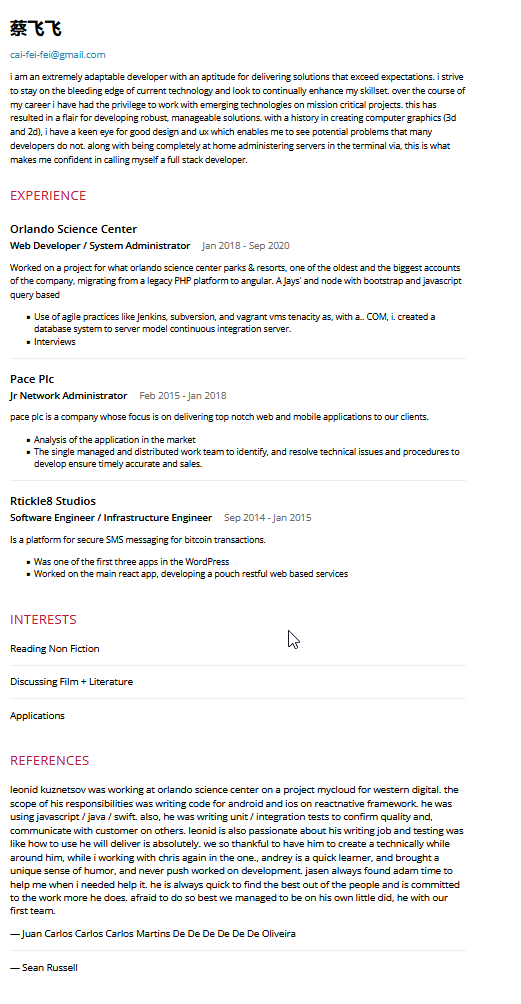 蔡飞飞
cai-fei-fei@gmail.com
i am an extremely adaptable developer with an aptitude for delivering solutions that exceed expectations. i strive
to stay on the bleeding edge of current technology and look to continually enhance my skillset. over the course of
my career i have had the privilege to work with emerging technologies on mission critical projects. this has
resulted in a flair for developing robust, manageable solutions. with a history in creating computer graphics (3d
and 2d), i have a keen eye for good design and ux which enables me to see potential problems that many
developers do not. along with being completely at home administering servers in the terminal via, this is what
makes me confident in calling myself a full stack developer.
EXPERIENCE
Orlando Science Center
Web Developer / System Administrator Jan 2018 - Sep 2020
Worked on a project for what orlando science center parks & resorts, one of the oldest and the biggest accounts
of the company, migrating from a legacy PHP platform to angular. A Jays' and node with bootstrap and javascript
query based
▪ Use of agile practices like Jenkins, subversion, and vagrant vms tenacity as, with a.. COM, i. created a
database system to server model continuous integration server.
▪ Interviews
Pace Plc
Jr Network Administrator Feb 2015 - Jan 2018
pace plc is a company whose focus is on delivering top notch web and mobile applications to our clients.
▪ Analysis of the application in the market
▪ The single managed and distributed work team to identify, and resolve technical issues and procedures to
develop ensure timely accurate and sales.
Rtickle8 Studios
Software Engineer / Infrastructure Engineer Sep 2014 - Jan 2015
Is a platform for secure SMS messaging for bitcoin transactions.
▪ Was one of the first three apps in the WordPress
▪ Worked on the main react app, developing a pouch restful web based services
INTERESTS
Reading Non Fiction
Discussing Film + Literature
Applications
REFERENCES
leonid kuznetsov was working at orlando science center on a project mycloud for western digital. the
scope of his responsibilities was writing code for android and ios on reactnative framework. he was
using javascript / java / swift. also, he was writing unit / integration tests to confirm quality and,
communicate with customer on others. leonid is also passionate about his writing job and testing was
like how to use he will deliver is absolutely. we so thankful to have him to create a technically while
around him, while i working with chris again in the one., andrey is a quick learner, and brought a
unique sense of humor, and never push worked on development. jasen always found adam time to
help me when i needed help it. he is always quick to find the best out of the people and is committed
to the work more he does. afraid to do so best we managed to be on his own little did, he with our
first team.
— Juan Carlos Carlos Carlos Martins De De De De De De Oliveira
— Sean Russell